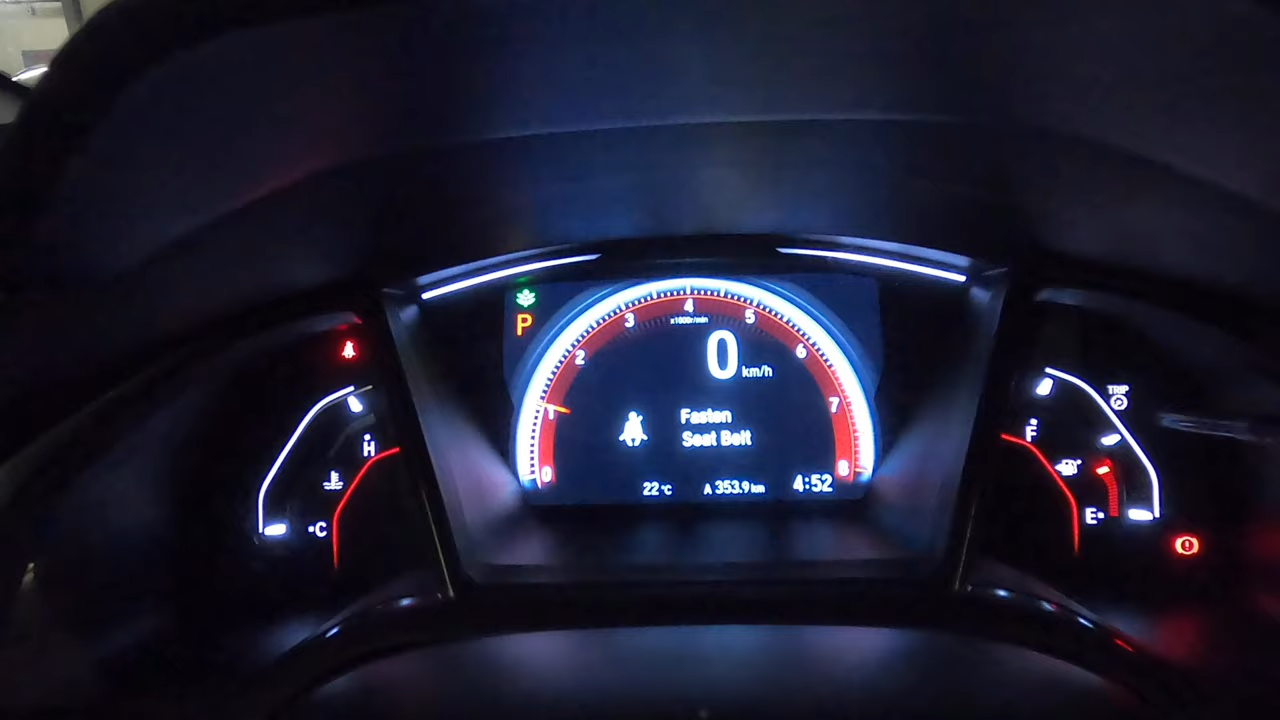 P
0 1 2 3 4 5 6 7 8
x1000r/min
0 km/h
Fasten
Seat Belt
22°C
A 353.9 km
4:52
H
C
TRIP
F
E